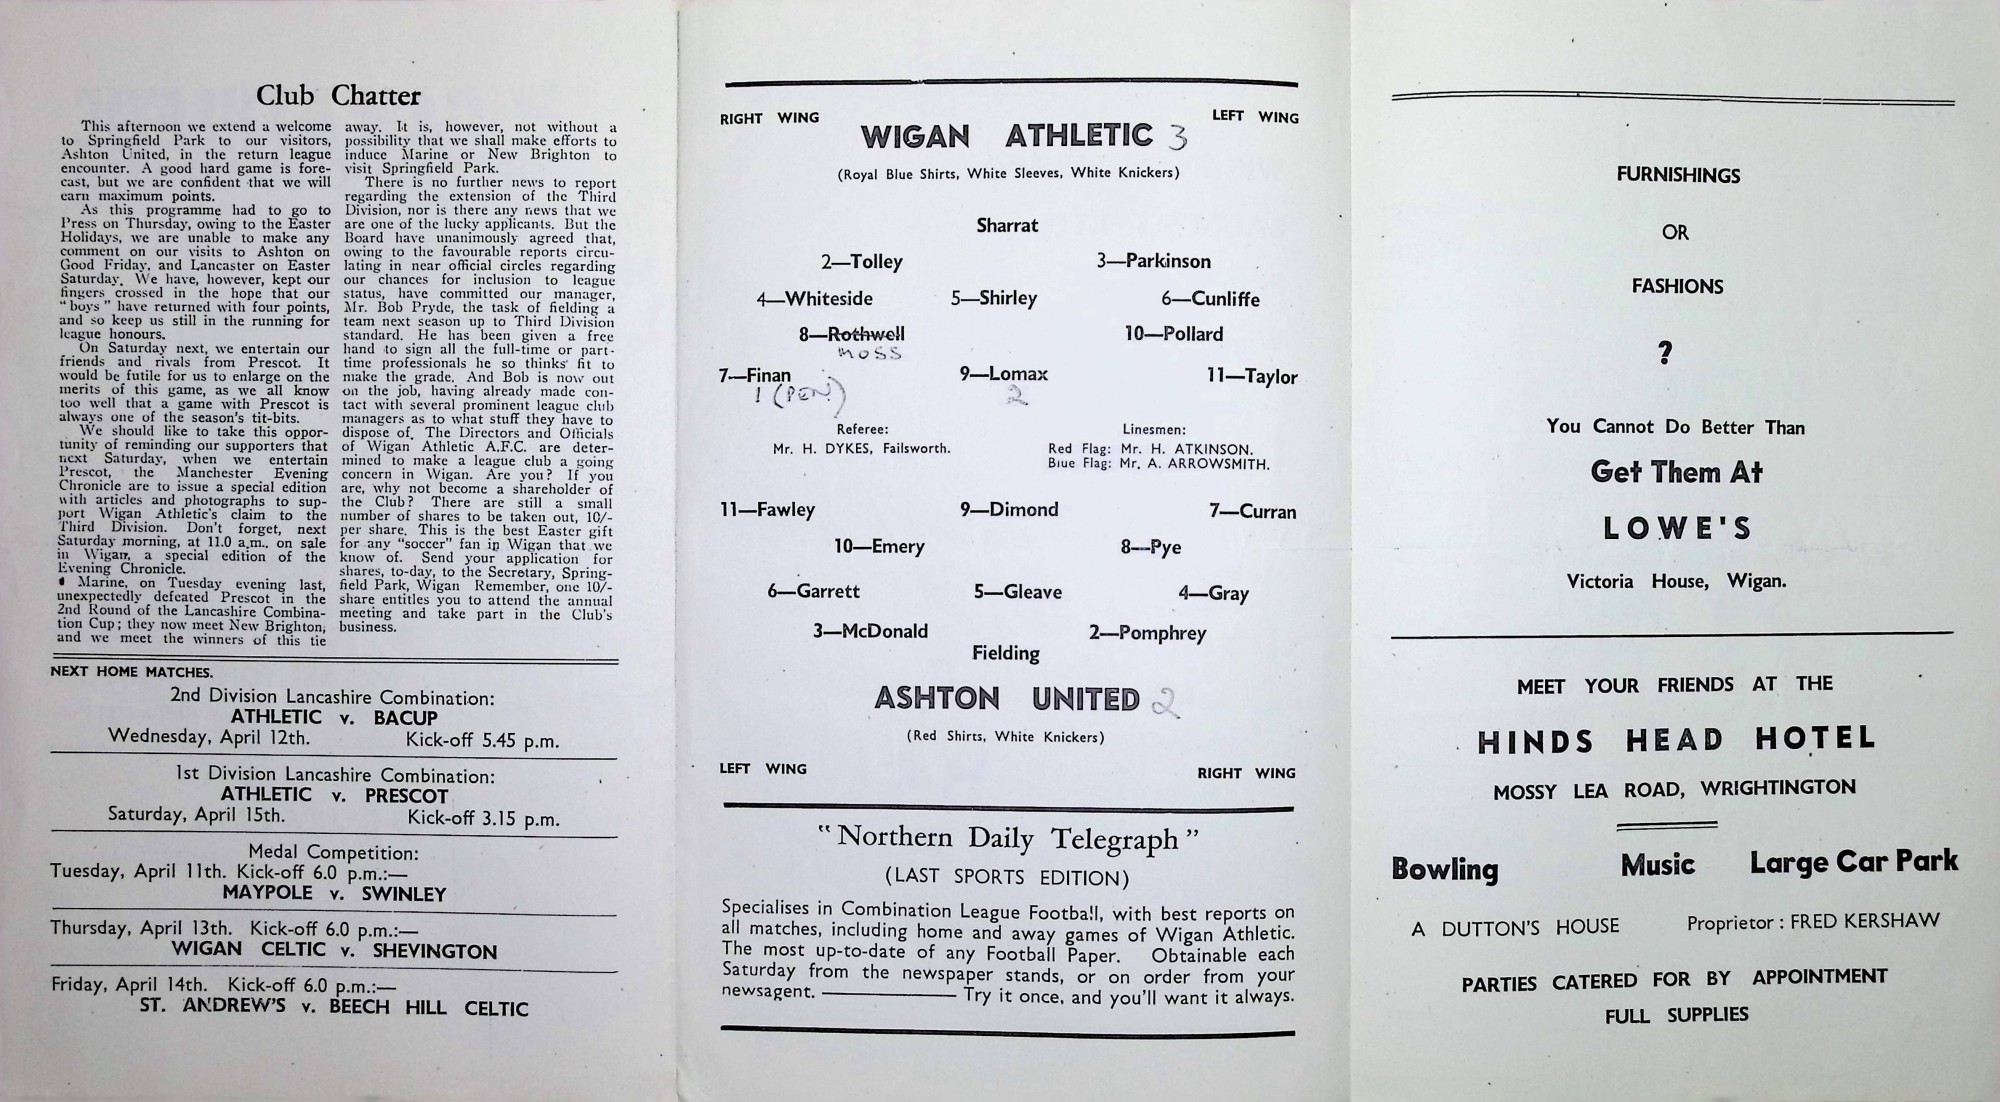 Club Chatter
This afternoon we extend a welcome
to Springfield Park to our visitors,
Ashton United, in the return league
encounter. A good hard game is fore-
cast, but we are confident that we will
earn maximum points.
As this programme had to go to
Press on Thursday, owing to the Easter
Holidays, we are unable to make any
comment on our visits to Ashton on
Good Friday, and Lancaster on Easter
Saturday. We have, however, kept our
fingers crossed in the hope that our
"boys" have returned with four points,
and so keep us still in the running for
league honours.
On Saturday next, we entertain our
friends and rivals from Prescot. It
would be futile for us to enlarge on the
merits of this game, as we all know
too well that a game with Prescot is
always one of the season's tit-bits.
We should like to take this oppor-
tunity of reminding our supporters that
next Saturday, when we entertain
Prescot, the Manchester Evening
Chronicle are to issue a special edition
with articles and photographs to sup-
port Wigan Athletic's claim to the
Third Division. Don't forget, next
Saturday morning, at 11.0 a.m. on sale
in Wigan, a special edition of the
Evening Chronicle.
Marine, on Tuesday evening last,
unexpectedly defeated Prescot in the
2nd Round of the Lancashire Combina-
tion Cup; they now meet New Brighton,
and we meet the winners of this tie
away. It is, however, not without a
possibility that we shall make efforts to
induce Marine or New Brighton to
visit Springfield Park.
There is no further news to report
regarding the extension of the Third
Division, nor is there any news that we
are one of the lucky applicants. But the
Board have unanimously agreed that,
owing to the favourable reports circu-
lating in near official circles regarding
our chances for inclusion to league
status, have committed our manager,
Mr. Bob Pryde, the task of fielding a
team next season up to Third Division
standard. He has been given a free
hand to sign all the full-time or part-
time professionals he so thinks fit to
make the grade. And Bob is now out
on the job, having already made con-
tact with several prominent league club
managers as to what stuff they have to
dispose of. The Directors and Officials
of Wigan Athletic A.F.C. are deter-
mined to make a league club a going
concern in Wigan. Are you? If you
are, why not become a shareholder of
the Club? There are still a small
number of shares to be taken out, 10/-
per share. This is the best Easter gift
for any "soccer" fan in Wigan that we
know of. Send your application for
shares, to-day, to the Secretary, Spring-
field Park, Wigan Remember, one 10/-
share entitles you to attend the annual
meeting and take part in the Club's
business.
NEXT HOME MATCHES.
2nd Division Lancashire Combination:
ATHLETIC v. BACUP
Wednesday, April 12th. Kick-off 5.45 p.m.
1st Division Lancashire Combination:
ATHLETIC v. PRESCOT
Saturday, April 15th. Kick-off 3.15 p.m.
Medal Competition:
Tuesday, April 11th. Kick-off 6.0 p.m.:—
MAYPOLE v. SWINLEY
Thursday, April 13th. Kick-off 6.0 p.m.:—
WIGAN CELTIC v. SHEVINGTON
Friday, April 14th. Kick-off 6.0 p.m.:—
ST. ANDREW'S v. BEECH HILL CELTIC
RIGHT WING LEFT WING
WIGAN ATHLETIC 3
(Royal Blue Shirts, White Sleeves, White Knickers)
Sharrat
2—Tolley 3—Parkinson
4—Whiteside 5—Shirley 6—Cunliffe
8—Rothwell 10—Pollard
MOSS
7—Finan 9—Lomax 11—Taylor
1 (PEN) 2
Referee: Linesmen:
Mr. H. DYKES, Failsworth. Red Flag: Mr. H. ATKINSON.
Blue Flag: Mr. A. ARROWSMITH.
11—Fawley 9—Dimond 7—Curran
10—Emery 8—Pye
6—Garrett 5—Gleave 4—Gray
3—McDonald 2—Pomphrey
Fielding
ASHTON UNITED 2
(Red Shirts, White Knickers)
LEFT WING RIGHT WING
"Northern Daily Telegraph"
(LAST SPORTS EDITION)
Specialises in Combination League Football, with best reports on
all matches, including home and away games of Wigan Athletic.
The most up-to-date of any Football Paper. Obtainable each
Saturday from the newspaper stands, or on order from your
newsagent. ——— Try it once, and you'll want it always.
FURNISHINGS
OR
FASHIONS
?
You Cannot Do Better Than
Get Them At
LOWE'S
Victoria House, Wigan.
MEET YOUR FRIENDS AT THE
HINDS HEAD HOTEL
MOSSY LEA ROAD, WRIGHTINGTON
Bowling Music Large Car Park
A DUTTON'S HOUSE Proprietor : FRED KERSHAW
PARTIES CATERED FOR BY APPOINTMENT
FULL SUPPLIES